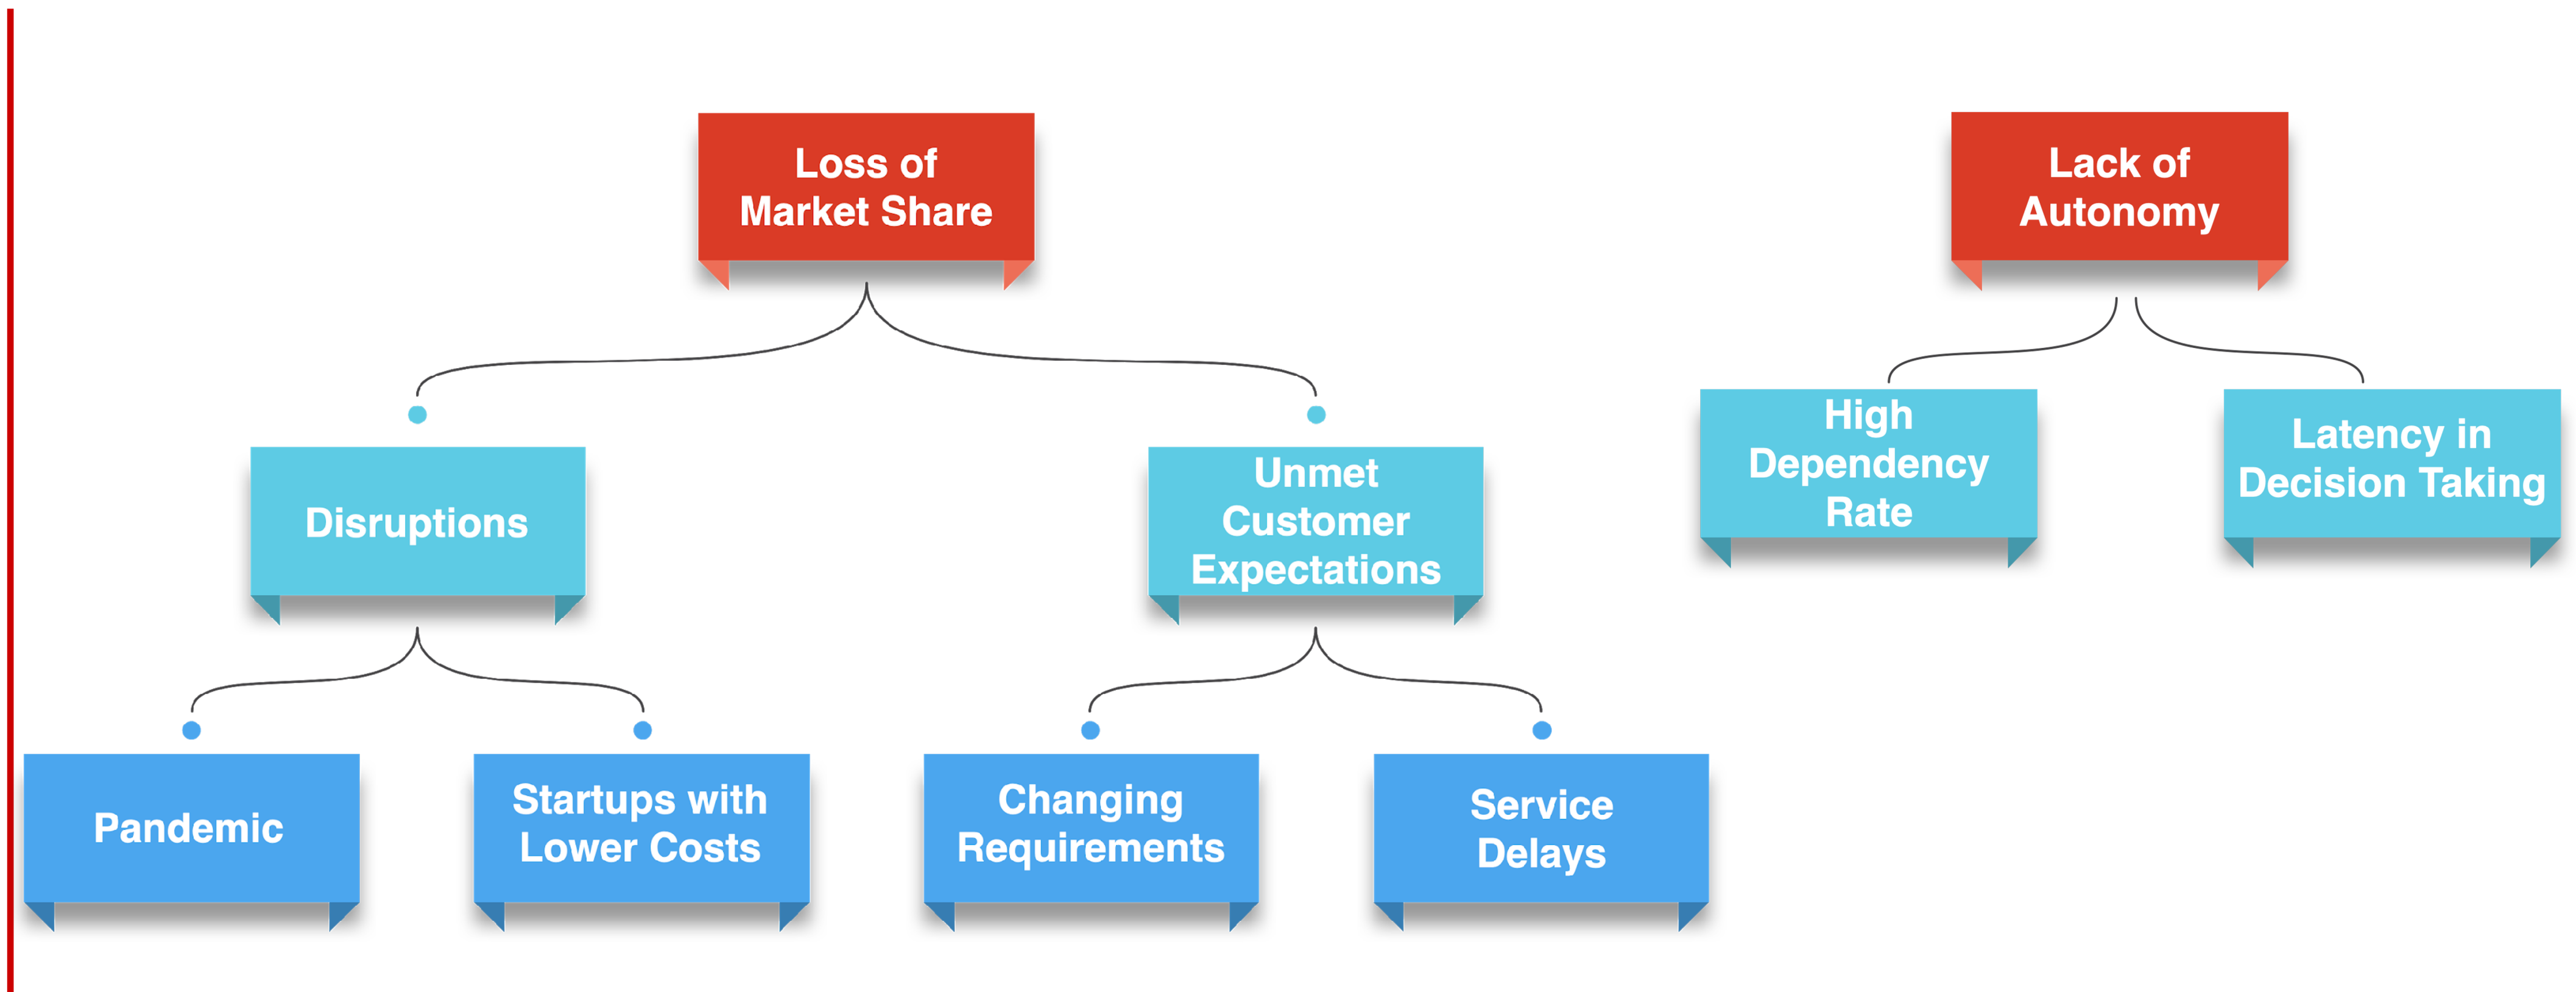 Loss of
Market Share
Lack of
Autonomy
Disruptions
Unmet
Customer
Expectations
High
Dependency
Rate
Latency in
Decision Taking
Pandemic
Startups with
Lower Costs
Changing
Requirements
Service
Delays